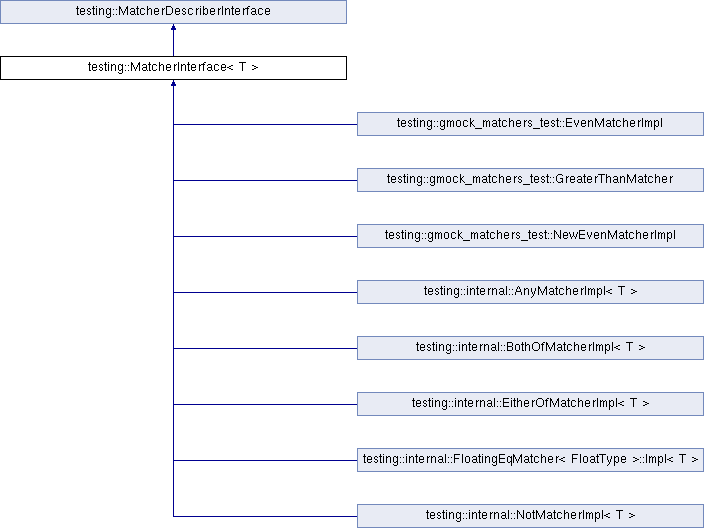 testing::MatcherDescriberInterface
testing::MatcherInterface< T >
testing::gmock_matchers_test::EvenMatcherImpl
testing::gmock_matchers_test::GreaterThanMatcher
testing::gmock_matchers_test::NewEvenMatcherImpl
testing::internal::AnyMatcherImpl< T >
testing::internal::BothOfMatcherImpl< T >
testing::internal::EitherOfMatcherImpl< T >
testing::internal::FloatingEqMatcher< FloatType >::Impl< T >
testing::internal::NotMatcherImpl< T >